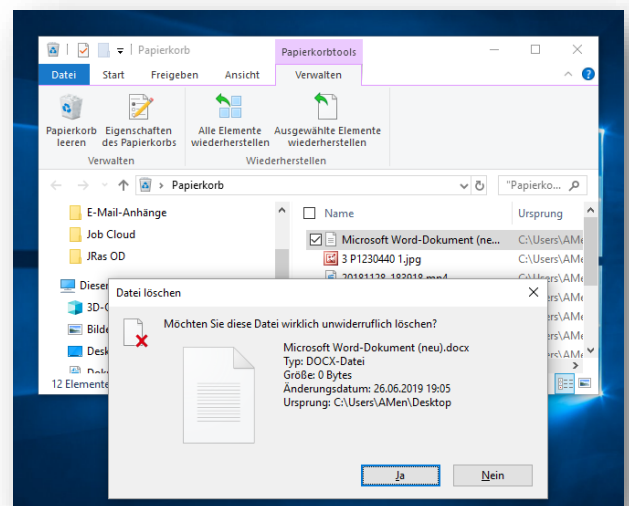 Papierkorb
Papierkorbtools
Datei Start Freigeben Ansicht Verwalten
Papierkorb leeren
Eigenschaften des Papierkorbs
Alle Elemente wiederherstellen
Ausgewählte Elemente wiederherstellen
Verwalten
Wiederherstellen
Papierkorb
"Papierko...
E-Mail-Anhänge
Job Cloud
JRas OD
Name Ursprung
Microsoft Word-Dokument (ne... C:\Users\AMe
3 P1230440 1.jpg C:\Users\AMe
20181128_183918.mp4 C:\Users\AMe
12 Elemente
Datei löschen
Möchten Sie diese Datei wirklich unwiderruflich löschen?
Microsoft Word-Dokument (neu).docx
Typ: DOCX-Datei
Größe: 0 Bytes
Änderungsdatum: 26.06.2019 19:05
Ursprung: C:\Users\AMen\Desktop
Ja
Nein